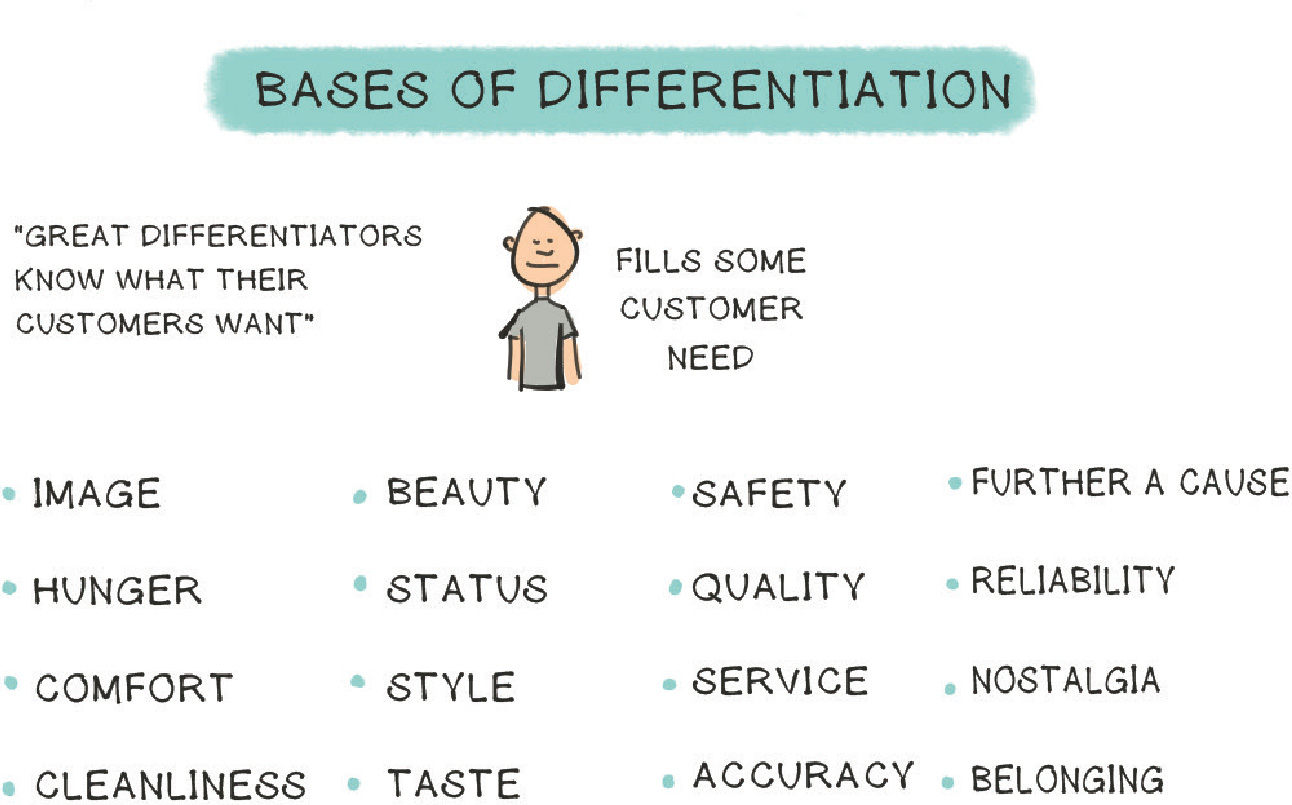 BASES OF DIFFERENTIATION
"GREAT DIFFERENTIATORS
KNOW WHAT THEIR
CUSTOMERS WANT"
FILLS SOME
CUSTOMER
NEED
• IMAGE
• HUNGER
• COMFORT
• CLEANLINESS
• BEAUTY
• STATUS
• STYLE
• TASTE
• SAFETY
• QUALITY
• SERVICE
• ACCURACY
• FURTHER A CAUSE
• RELIABILITY
• NOSTALGIA
• BELONGING